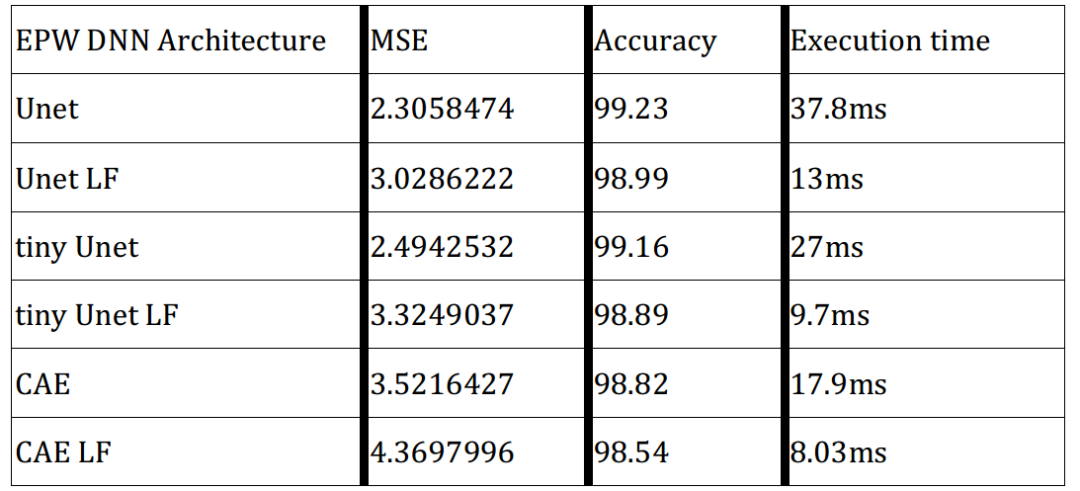 EPW DNN Architecture MSE Accuracy Execution time
Unet 2.3058474 99.23 37.8ms
Unet LF 3.0286222 98.99 13ms
tiny Unet 2.4942532 99.16 27ms
tiny Unet LF 3.3249037 98.89 9.7ms
CAE 3.5216427 98.82 17.9ms
CAE LF 4.3697996 98.54 8.03ms